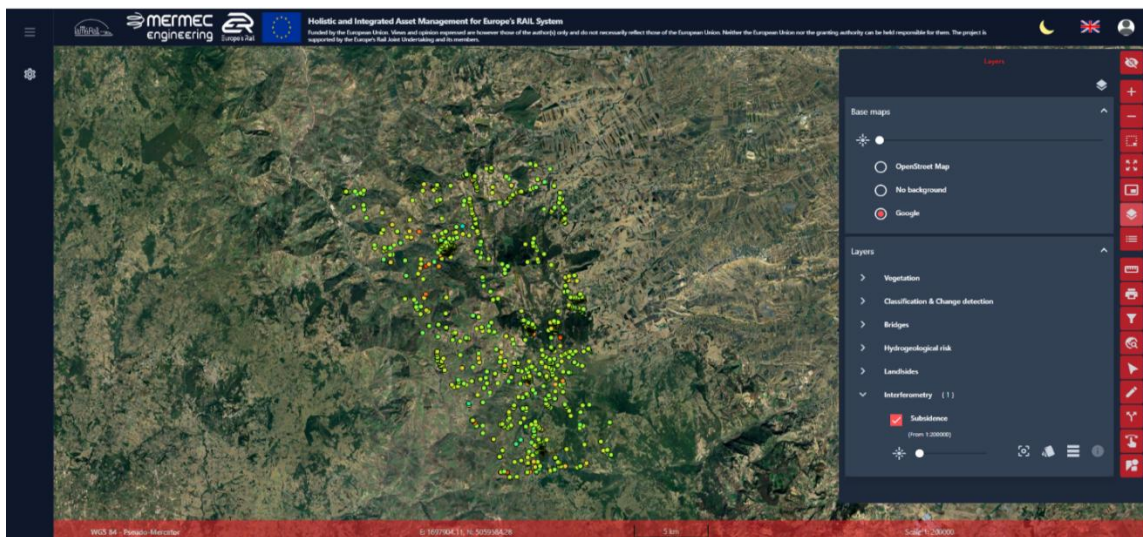 MERMEC
engineering
Europe's Rail
Holistic and Integrated Asset Management for Europe's RAIL System
Funded by the European Union. Views and opinion expressed are however those of the author(s) only and do not necessarily reflect those of the European Union. Neither the European Union nor the granting authority can be held responsible for them. The project is
supported by the Europe's Rail Joint Undertaking and its members.
Layers
Base maps
OpenStreet Map
No background
Google
Layers
Vegetation
Classification & Change detection
Bridges
Hydrogeological risk
Landslides
Interferometry ( 1 )
Subsidence
(From 1:200000)
WGS 84 - Pseudo-Mercator
5 km
Scale 1: 200000